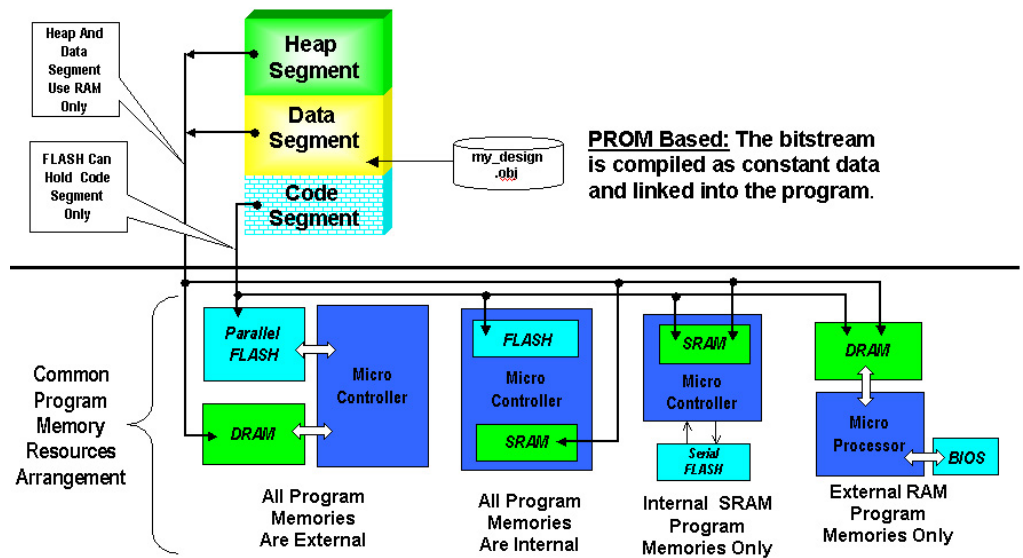 Heap And
Data
Segment
Use RAM
Only
FLASH Can
Hold Code
Segment
Only
Heap
Segment
Data
Segment
Code
Segment
my_design
.obj
PROM Based: The bitstream
is compiled as constant data
and linked into the program.
Common
Program
Memory
Resources
Arrangement
Parallel
FLASH
DRAM
Micro
Controller
All Program
Memories
Are External
FLASH
Micro
Controller
SRAM
All Program
Memories
Are Internal
SRAM
Micro
Controller
Serial
FLASH
Internal SRAM
Program
Memories Only
DRAM
Micro
Processor
BIOS
External RAM
Program
Memories Only